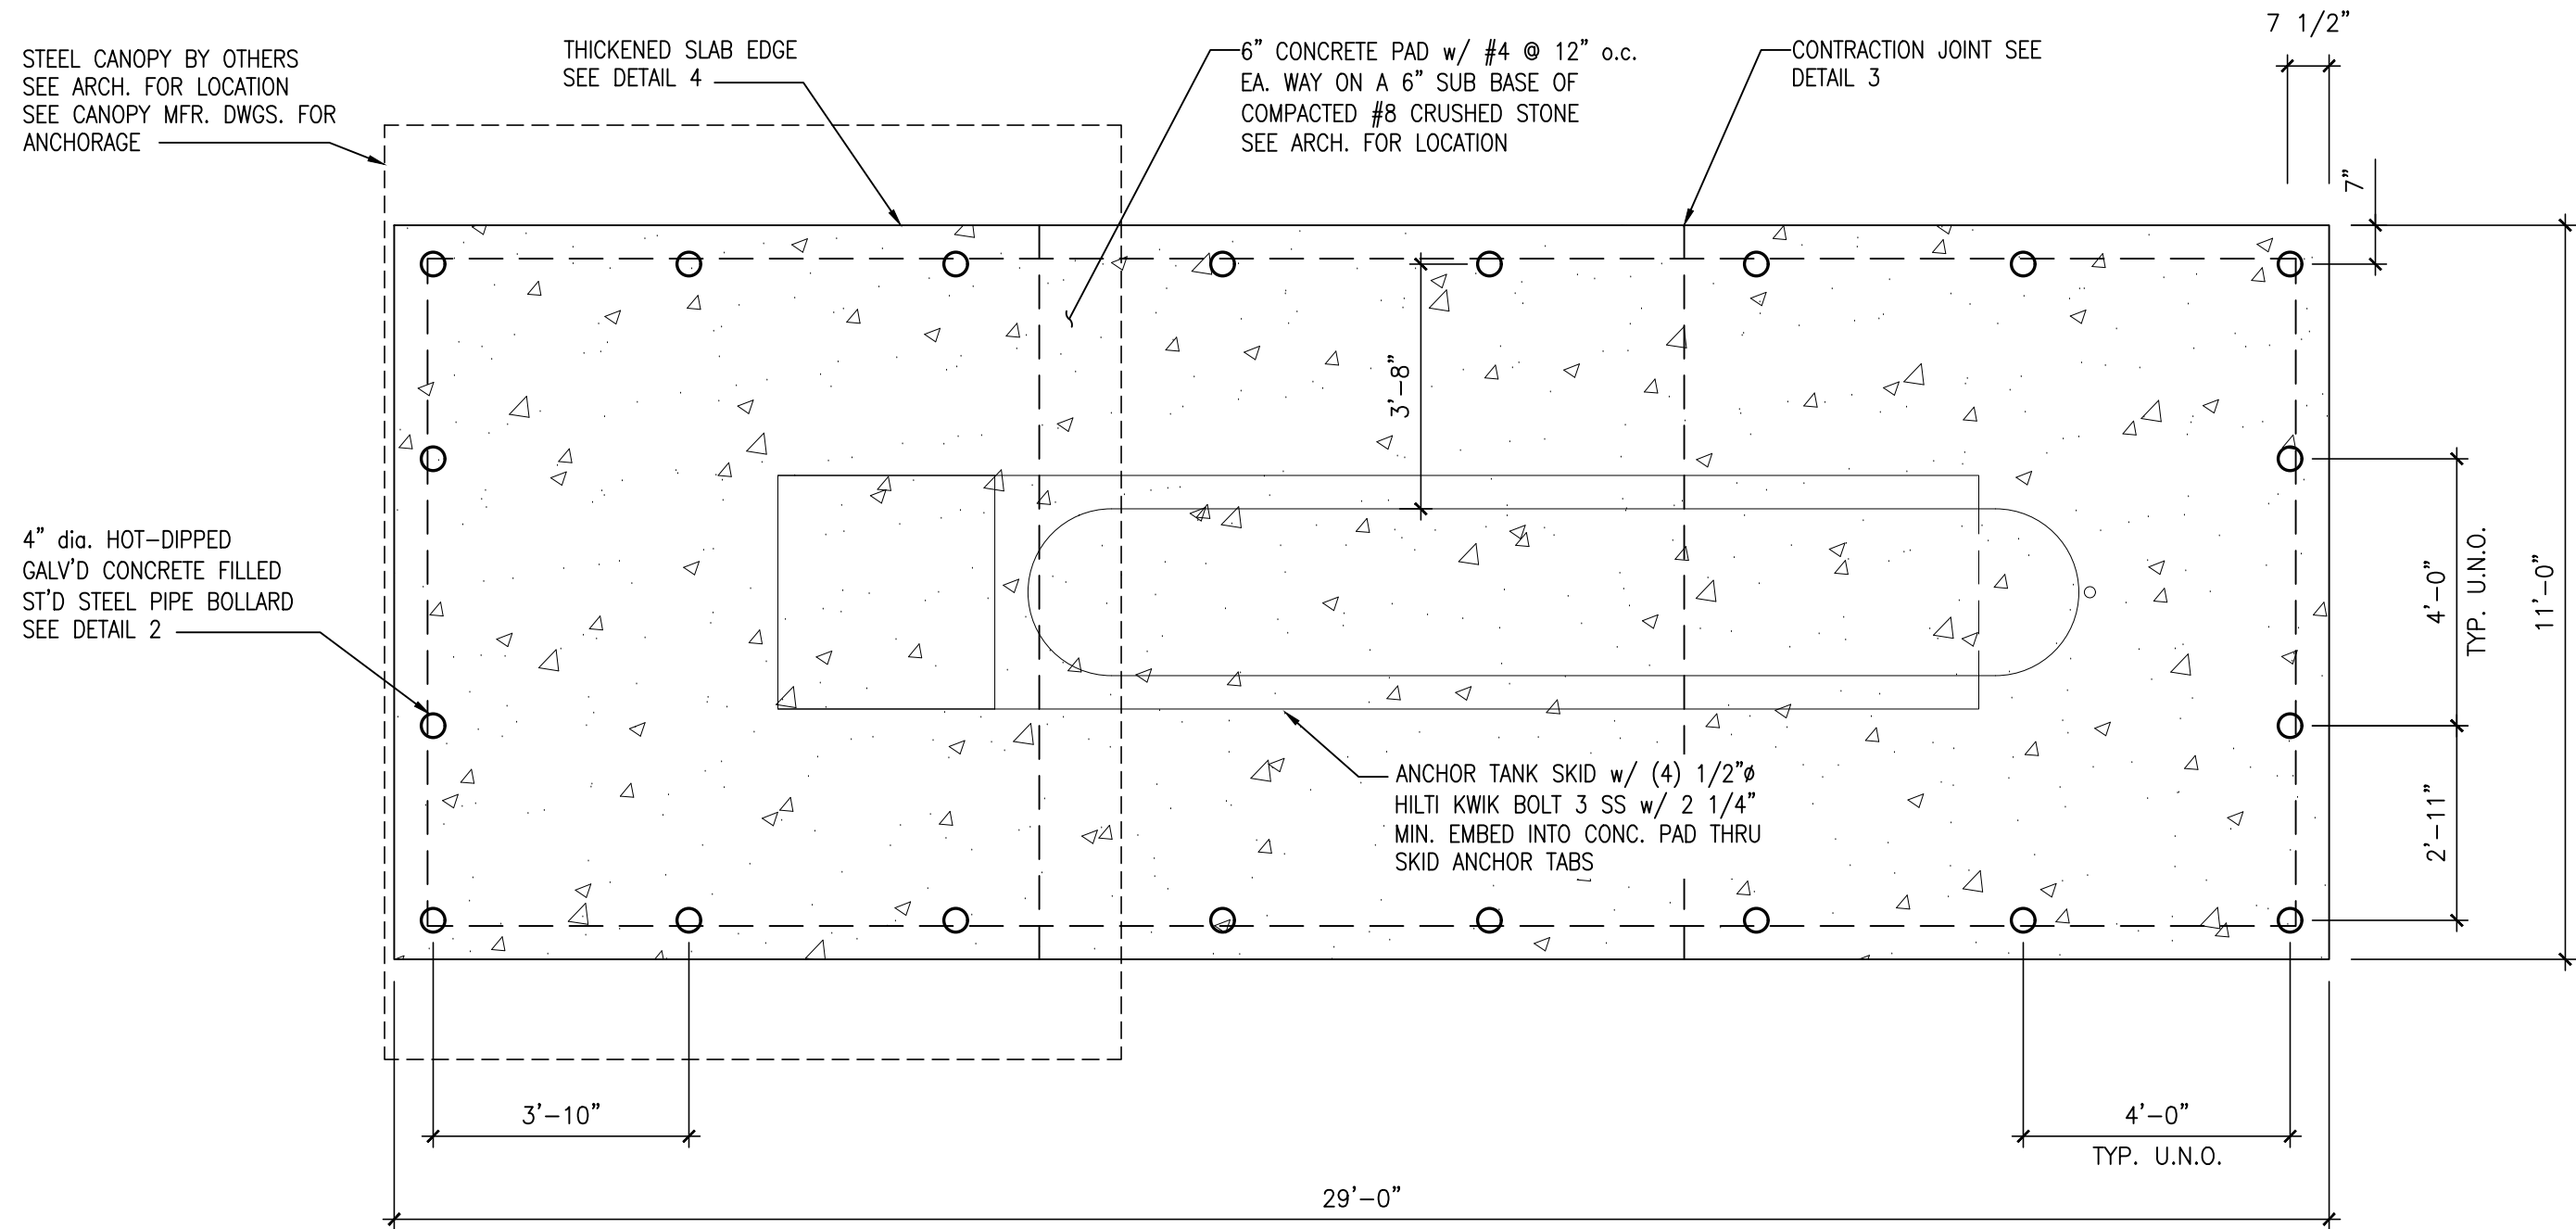 STEEL CANOPY BY OTHERS
SEE ARCH. FOR LOCATION
SEE CANOPY MFR. DWGS. FOR
ANCHORAGE
THICKENED SLAB EDGE
SEE DETAIL 4
6" CONCRETE PAD w/ #4 @ 12" o.c.
EA. WAY ON A 6" SUB BASE OF
COMPACTED #8 CRUSHED STONE
SEE ARCH. FOR LOCATION
CONTRACTION JOINT SEE
DETAIL 3
7 1/2"
7"
3'-8"
4" dia. HOT-DIPPED
GALV'D CONCRETE FILLED
ST'D STEEL PIPE BOLLARD
SEE DETAIL 2
4'-0"
TYP. U.N.O.
11'-0"
2'-11"
ANCHOR TANK SKID w/ (4) 1/2"ø
HILTI KWIK BOLT 3 SS w/ 2 1/4"
MIN. EMBED INTO CONC. PAD THRU
SKID ANCHOR TABS
3'-10"
4'-0"
TYP. U.N.O.
29'-0"